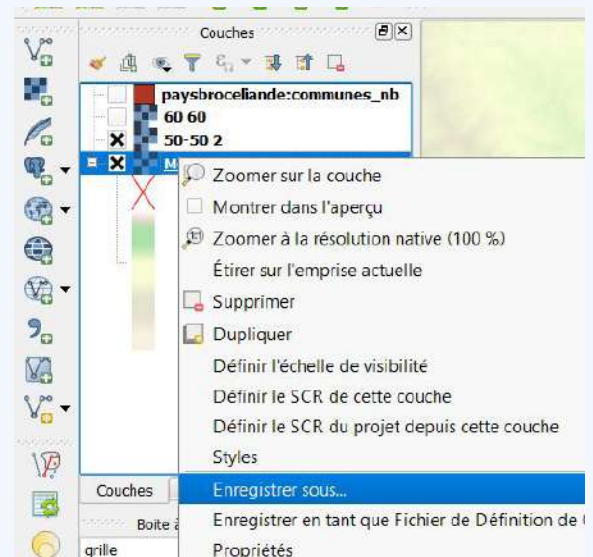 Couches
paysbroceliande:communes_nb
60 60
50-50 2
Zoomer sur la couche
Montrer dans l'aperçu
Zoomer à la résolution native (100 %)
Étirer sur l'emprise actuelle
Supprimer
Dupliquer
Définir l'échelle de visibilité
Définir le SCR de cette couche
Définir le SCR du projet depuis cette couche
Styles
Couches
Enregistrer sous...
Boite
Enregistrer en tant que Fichier de Définition de
grille
Propriétés